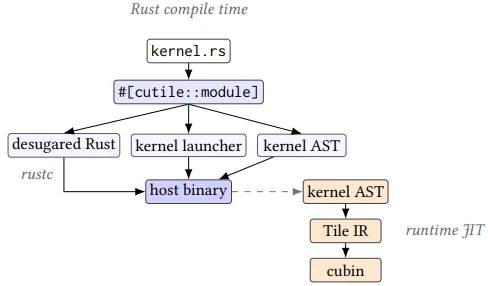 Rust compile time
kernel.rs
#[cutile::module]
desugared Rust
kernel launcher
kernel AST
rustc
host binary
kernel AST
Tile IR
runtime JIT
cubin